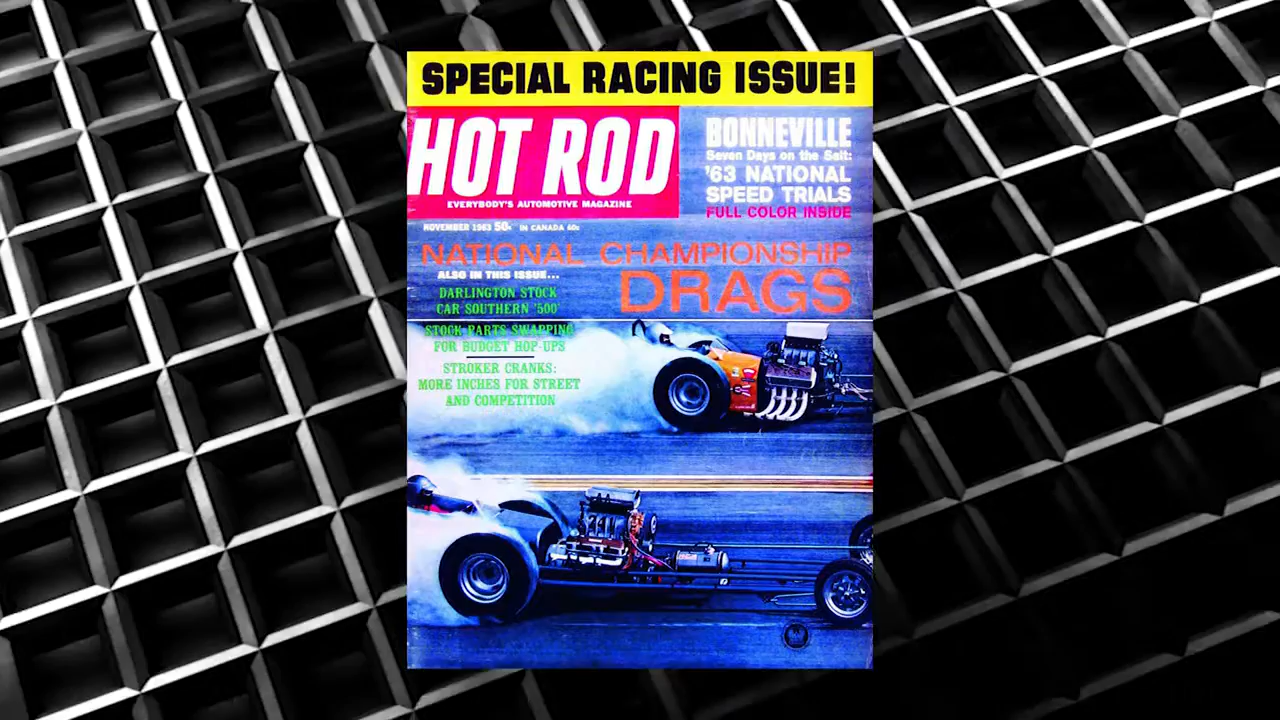 SPECIAL RACING ISSUE!
HOT ROD
EVERYBODY'S AUTOMOTIVE MAGAZINE
BONNEVILLE
Seven Days on the Salt:
'63 NATIONAL
SPEED TRIALS
FULL COLOR INSIDE
NOVEMBER 1963 50c IN CANADA 60c
NATIONAL CHAMPIONSHIP
DRAGS
ALSO IN THIS ISSUE...
DARLINGTON STOCK
CAR SOUTHERN '500'
STOCK PARTS SWAPPING
FOR BUDGET HOP-UPS
STROKER CRANKS:
MORE INCHES FOR STREET
AND COMPETITION